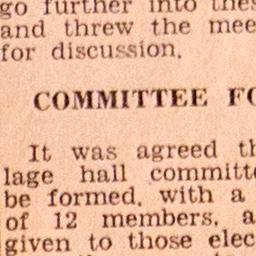 go further into thes
and threw the mee
for discussion.
COMMITTEE FO
It was agreed th
lage hall committe
be formed, with a
of 12 members, a
given to those elec